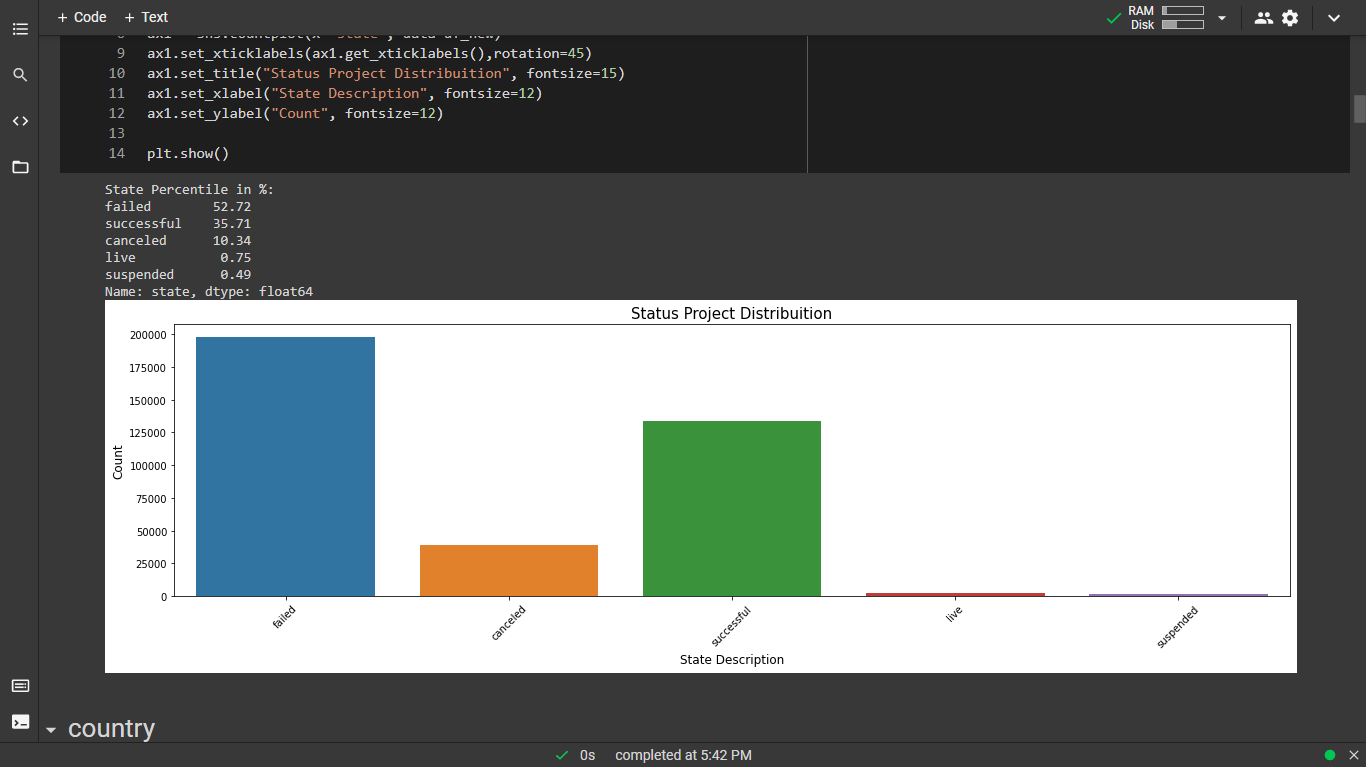 + Code + Text
RAM
Disk
9 ax1.set_xticklabels(ax1.get_xticklabels(),rotation=45)
10 ax1.set_title("Status Project Distribuition", fontsize=15)
11 ax1.set_xlabel("State Description", fontsize=12)
12 ax1.set_ylabel("Count", fontsize=12)
13
14 plt.show()
State Percentile in %:
failed 52.72
successful 35.71
canceled 10.34
live 0.75
suspended 0.49
Name: state, dtype: float64
Status Project Distribuition
200000
175000
150000
125000
100000
75000
50000
25000
0
Count
failed
canceled
successful
live
suspended
State Description
country
0s completed at 5:42 PM